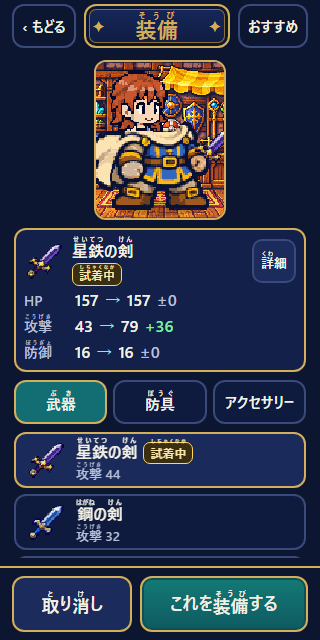 ‹ もどる
そうび
装備
おすすめ
せいてつ けん
星鉄の剣
しちゃくちゅう
試着中
くわ
詳細
HP 157 → 157 ±0
こうげき
攻撃 43 → 79 +36
ぼうぎょ
防御 16 → 16 ±0
ぶき
武器
ぼうぐ
防具
アクセサリー
せいてつ けん
星鉄の剣
しちゃくちゅう
試着中
こうげき
攻撃 44
はがね けん
鋼の剣
こうげき
攻撃 32
と け
取り消し
そうび
これを装備する